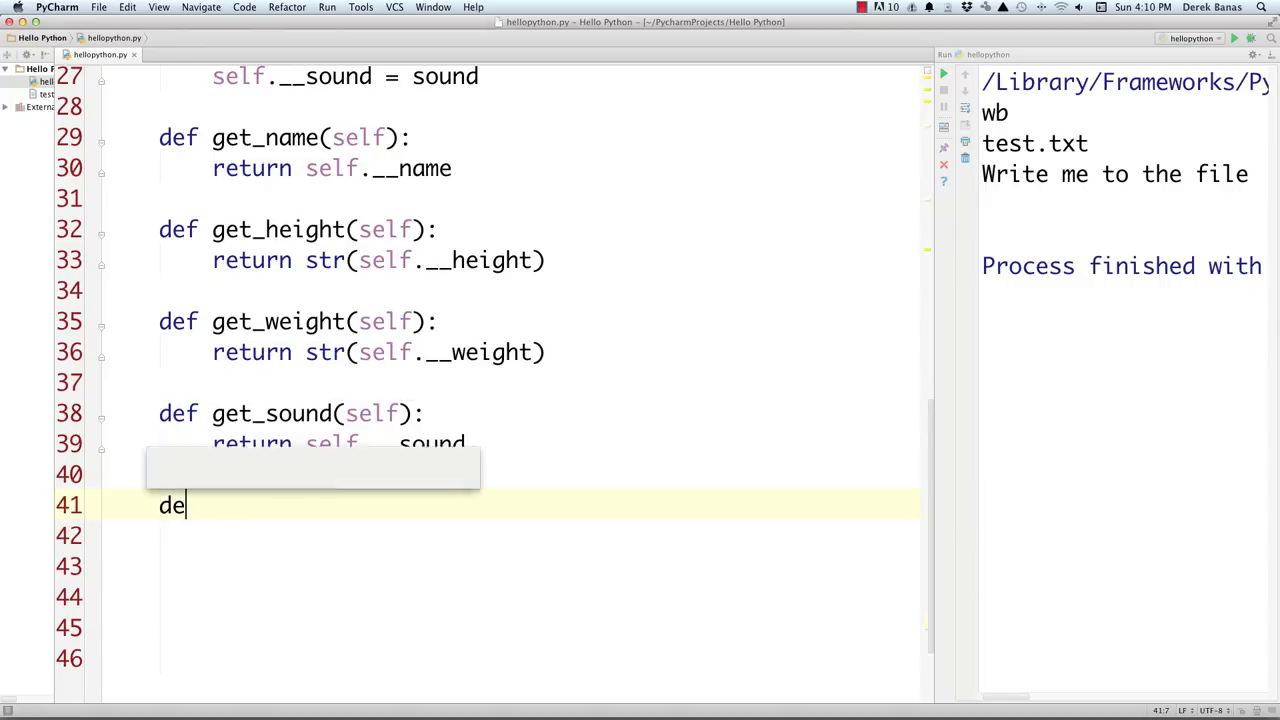 PyCharm File Edit View Navigate Code Refactor Run Tools VCS Window Help 10 8 Sun 4:10 PM Derek Banas
hellopython.py - Hello Python - [~/PycharmProjects/Hello Python]
Hello Python hellopython.py hellopython
hellopython.py Run hellopython
Hello P
hello
test
Extern
27 self.__sound = sound
28
29 def get_name(self):
30 return self.__name
31
32 def get_height(self):
33 return str(self.__height)
34
35 def get_weight(self):
36 return str(self.__weight)
37
38 def get_sound(self):
39 return self.__sound
40
41 de
42
43
44
45
46
/Library/Frameworks/Py
wb
test.txt
Write me to the file
Process finished with
41:7 LF UTF-8